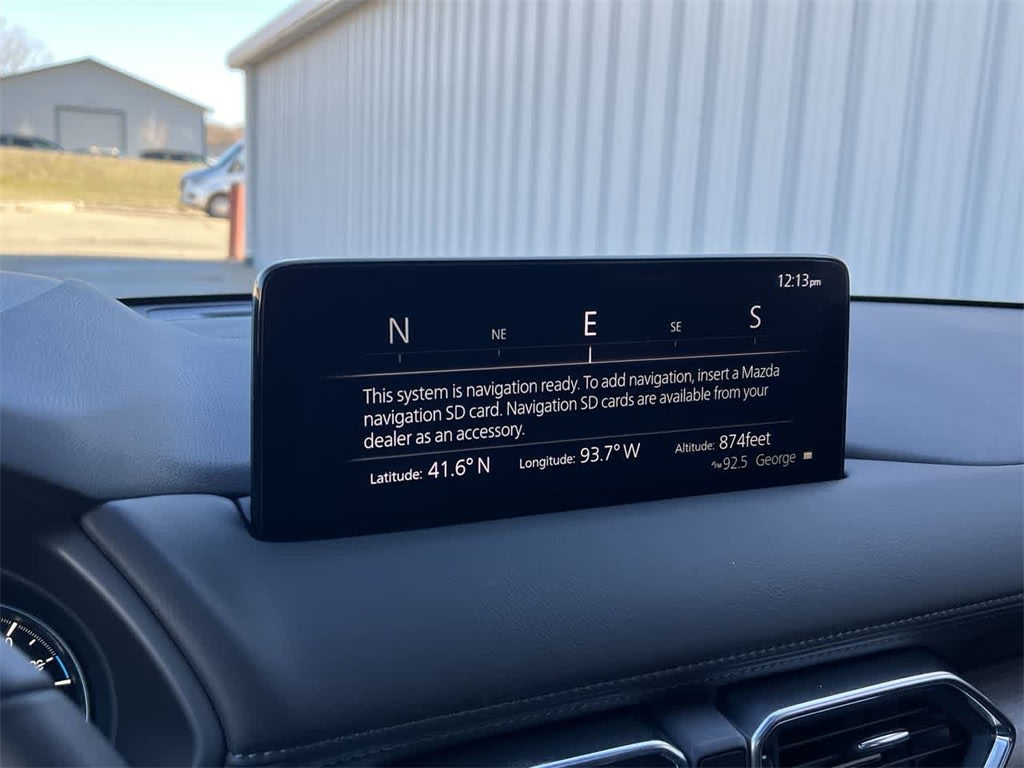 12:13pm
N NE E SE S
This system is navigation ready. To add navigation, insert a Mazda
navigation SD card. Navigation SD cards are available from your
dealer as an accessory.
Latitude: 41.6° N Longitude: 93.7° W Altitude: 874feet
FM 92.5 George